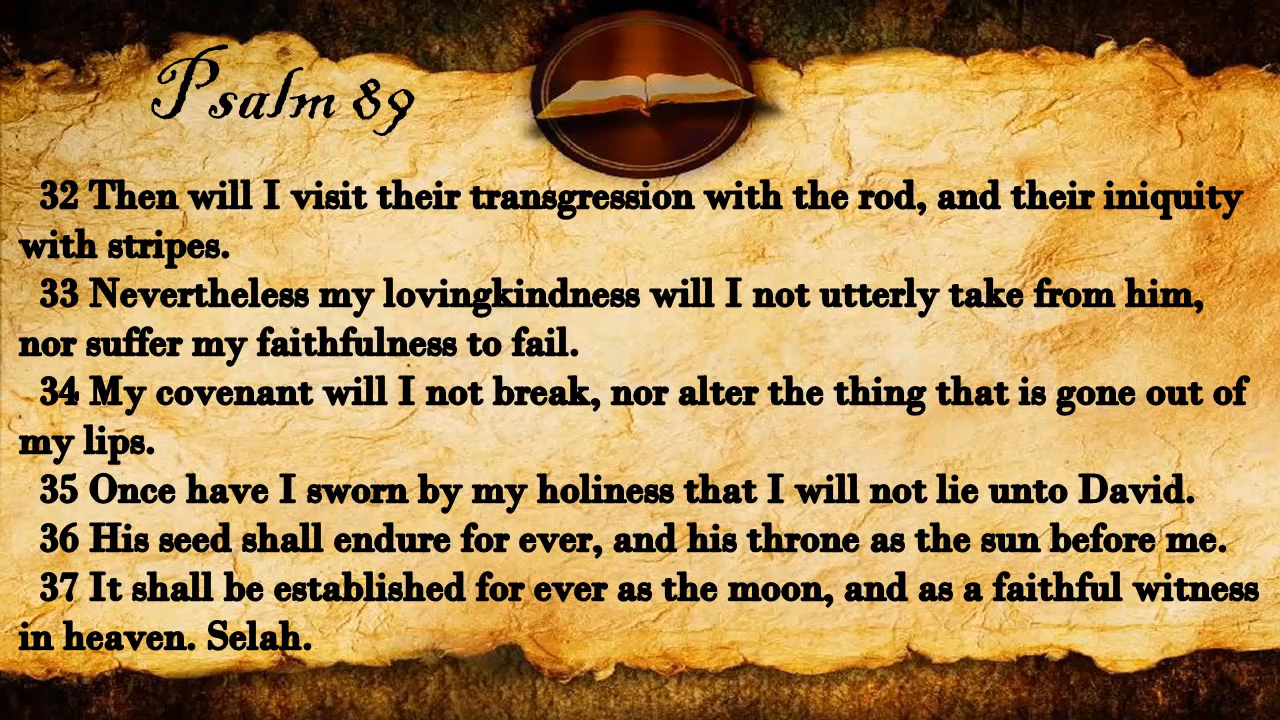 Psalm 89
32 Then will I visit their transgression with the rod, and their iniquity
with stripes.
33 Nevertheless my lovingkindness will I not utterly take from him,
nor suffer my faithfulness to fail.
34 My covenant will I not break, nor alter the thing that is gone out of
my lips.
35 Once have I sworn by my holiness that I will not lie unto David.
36 His seed shall endure for ever, and his throne as the sun before me.
37 It shall be established for ever as the moon, and as a faithful witness
in heaven. Selah.